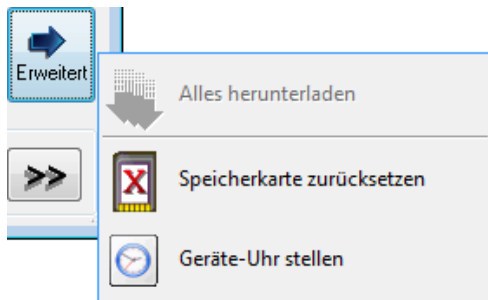 Erweitert
Alles herunterladen
>>
Speicherkarte zurücksetzen
Geräte-Uhr stellen